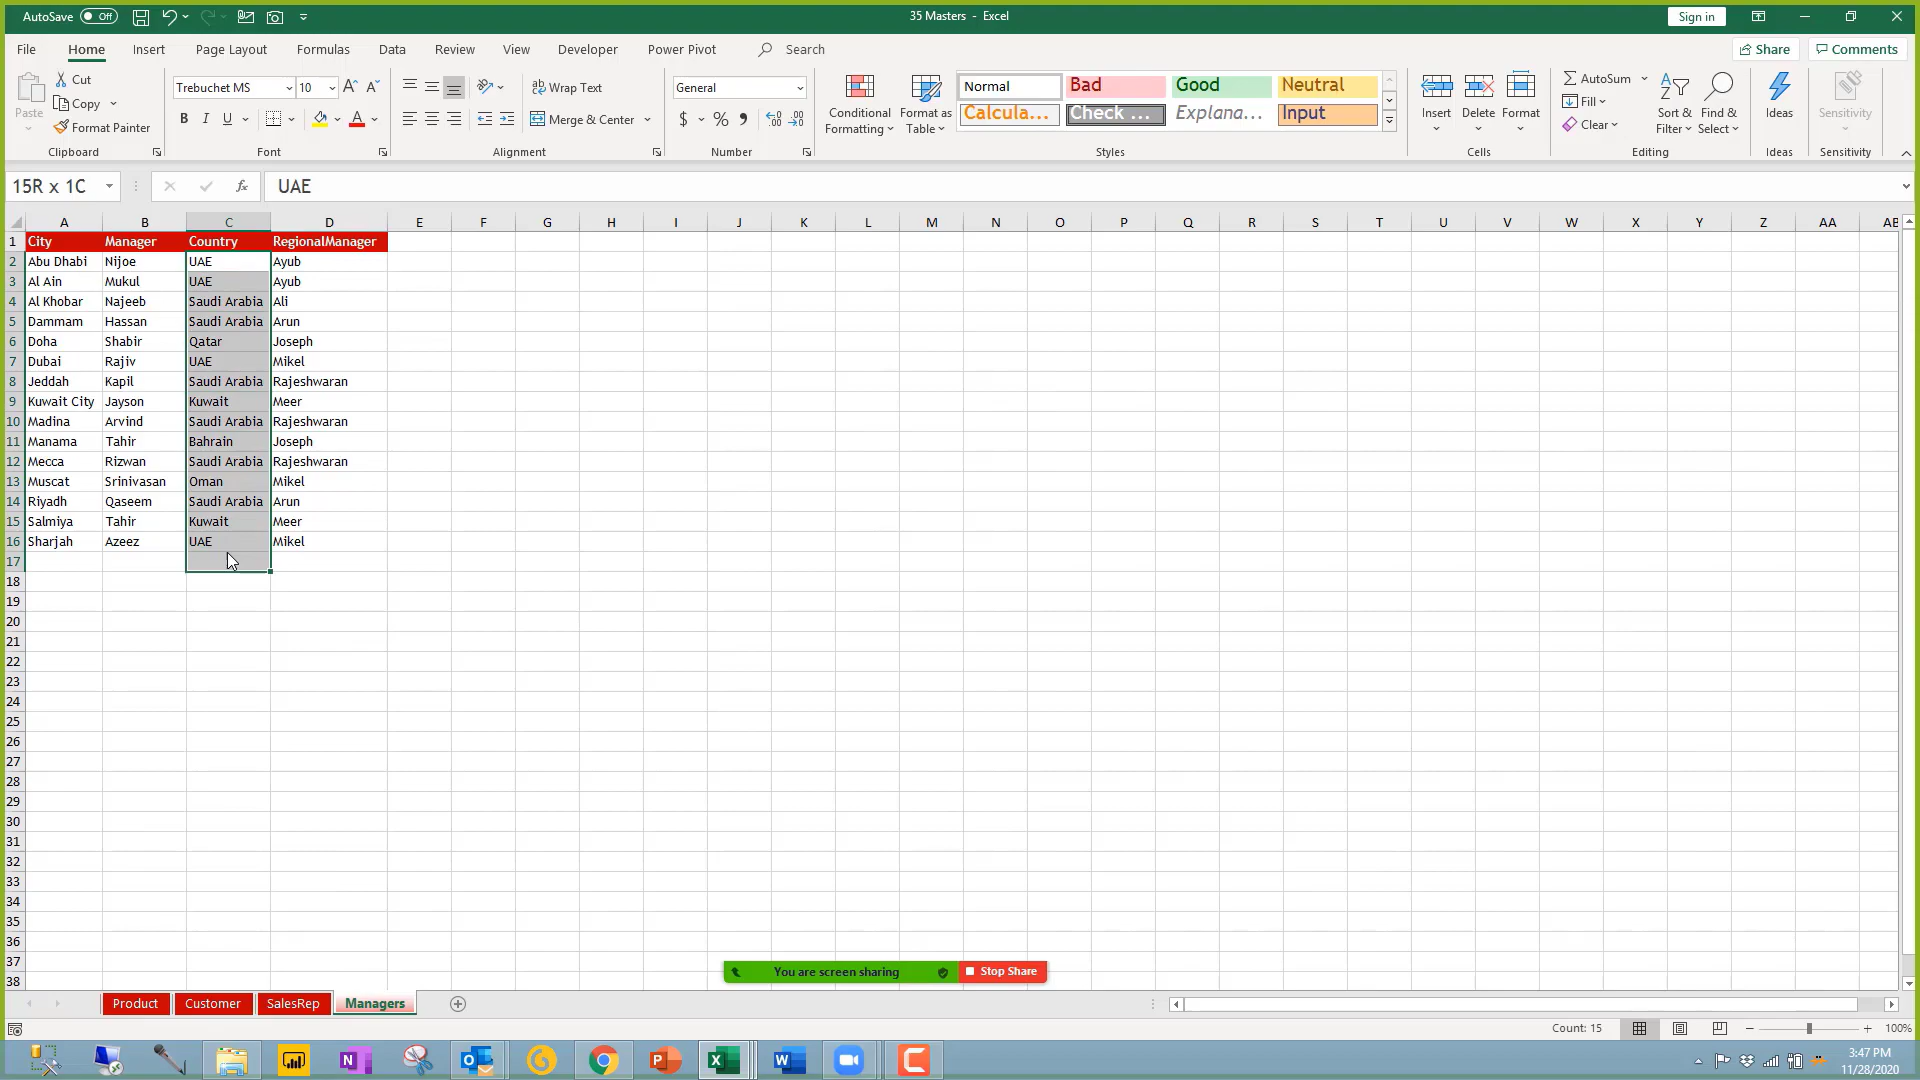 AutoSave Off 35 Masters - Excel Sign in
File Home Insert Page Layout Formulas Data Review View Developer Power Pivot Search Share Comments
Paste Cut Copy Format Painter Clipboard
Trebuchet MS 10 B I U A Font
Wrap Text Merge & Center Alignment
General $ % Number
Conditional Formatting Format as Table Normal Bad Good Neutral Calcula... Check ... Explana... Input Styles
Insert Delete Format Cells
AutoSum Fill Clear Sort & Filter Find & Select Editing
Ideas Ideas
Sensitivity Sensitivity
15R x 1C fx UAE
A B C D E F G H I J K L M N O P Q R S T U V W X Y Z AA AB
1 City Manager Country RegionalManager
2 Abu Dhabi Nijoe UAE Ayub
3 Al Ain Mukul UAE Ayub
4 Al Khobar Najeeb Saudi Arabia Ali
5 Dammam Hassan Saudi Arabia Arun
6 Doha Shabir Qatar Joseph
7 Dubai Rajiv UAE Mikel
8 Jeddah Kapil Saudi Arabia Rajeshwaran
9 Kuwait City Jayson Kuwait Meer
10 Madina Arvind Saudi Arabia Rajeshwaran
11 Manama Tahir Bahrain Joseph
12 Mecca Rizwan Saudi Arabia Rajeshwaran
13 Muscat Srinivasan Oman Mikel
14 Riyadh Qaseem Saudi Arabia Arun
15 Salmiya Tahir Kuwait Meer
16 Sharjah Azeez UAE Mikel
17
18
19
20
21
22
23
24
25
26
27
28
29
30
31
32
33
34
35
36
37
38
You are screen sharing Stop Share
Product Customer SalesRep Managers
Count: 15 100%
3:47 PM
11/28/2020